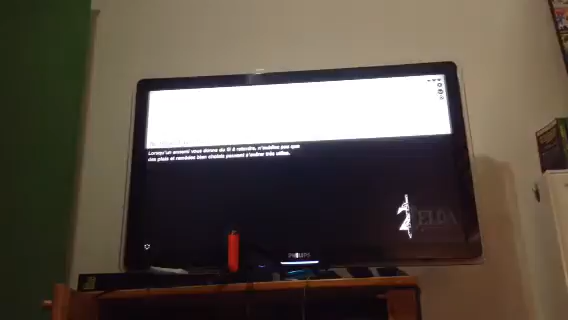 Lorsqu'un ennemi vous donne du fil à retordre, n'oubliez pas que
des plats et remèdes bien choisis peuvent s'avérer très utiles.
ZELDA
PHILIPS